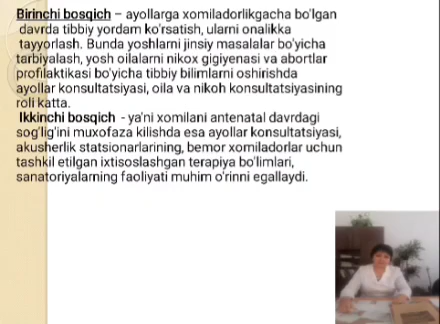 Birinchi bosqich – ayollarga xomiladorlikgacha bo'lgan
davrda tibbiy yordam ko'rsatish, ularni onalikka
tayyorlash. Bunda yoshlarni jinsiy masalalar bo'yicha
tarbiyalash, yosh oilalarni nikox gigiyenasi va abortlar
profilaktikasi bo'yicha tibbiy bilimlarni oshirishda
ayollar konsultatsiyasi, oila va nikoh konsultatsiyasining
roli katta.
Ikkinchi bosqich - ya'ni xomilani antenatal davrdagi
sog'lig'ini muxofaza kilishda esa ayollar konsultatsiyasi,
akusherlik statsionarlarining, bemor xomiladorlar uchun
tashkil etilgan ixtisoslashgan terapiya bo'limlari,
sanatoriyalarning faoliyati muhim o'rinni egallaydi.